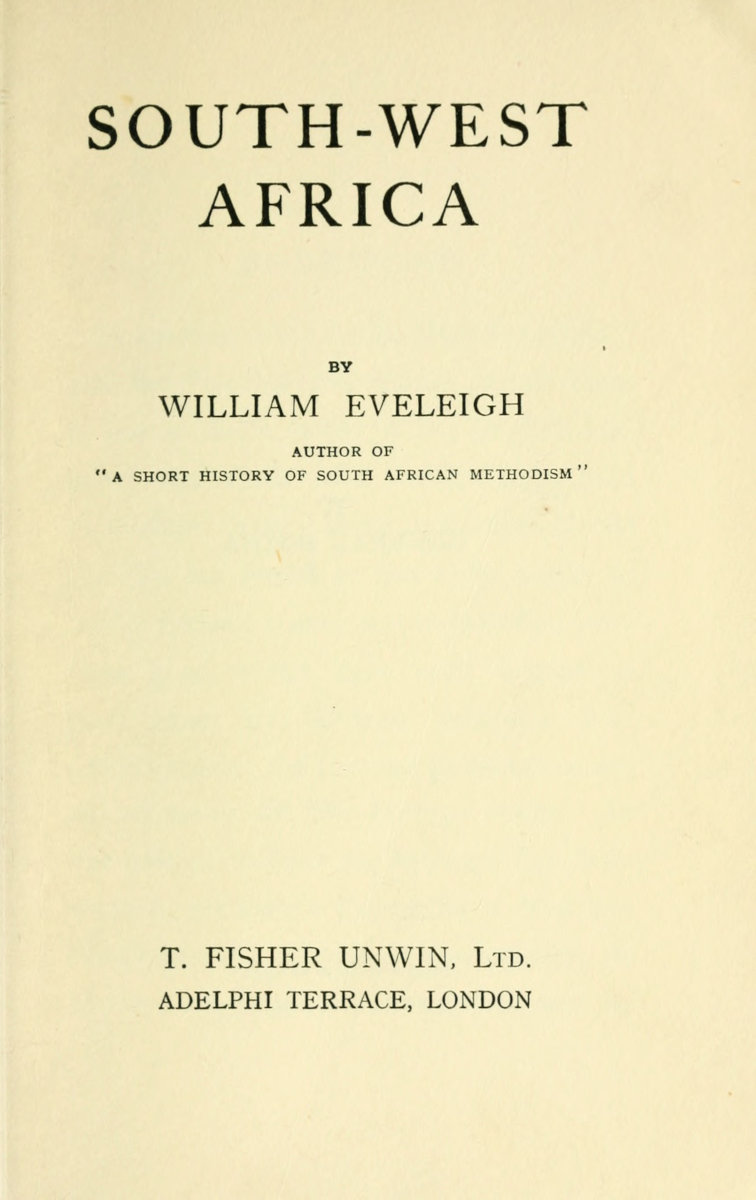 SOUTH-WEST
AFRICA
BY
WILLIAM EVELEIGH
AUTHOR OF
"A SHORT HISTORY OF SOUTH AFRICAN METHODISM"
T. FISHER UNWIN, LTD.
ADELPHI TERRACE, LONDON